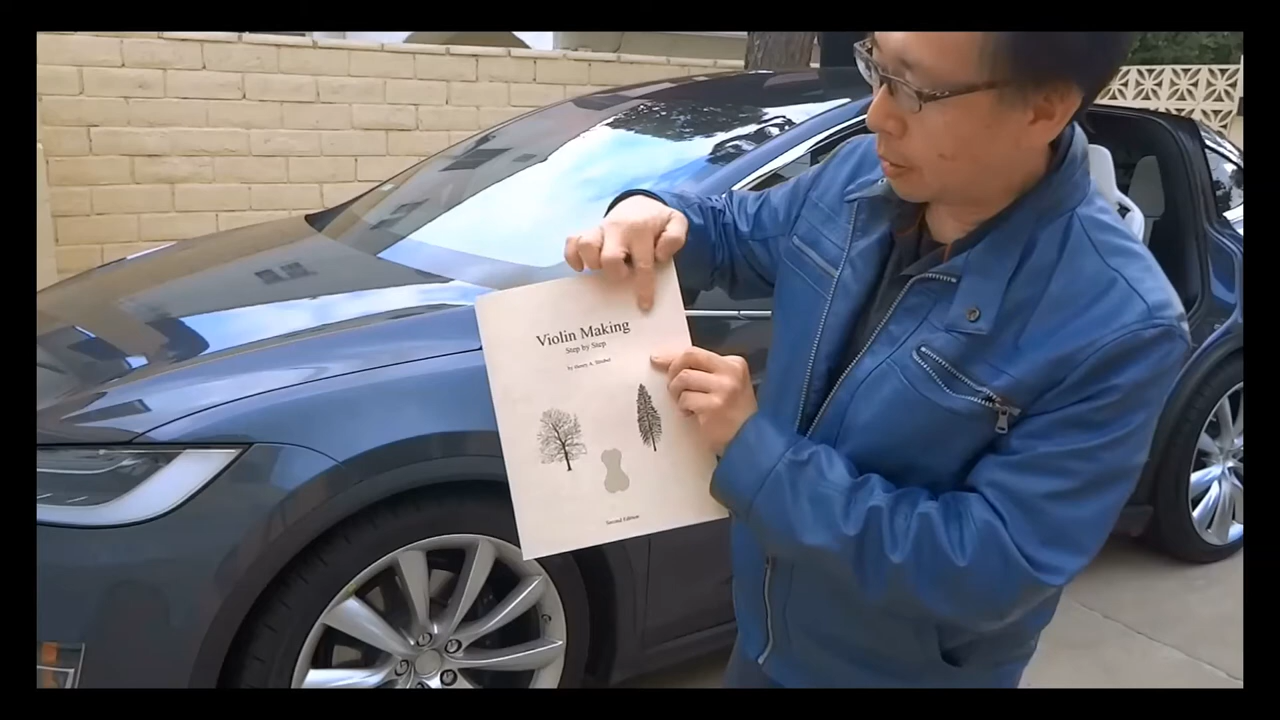 Violin Making
Step by Step
by Henry A. Strobel
Second Edition